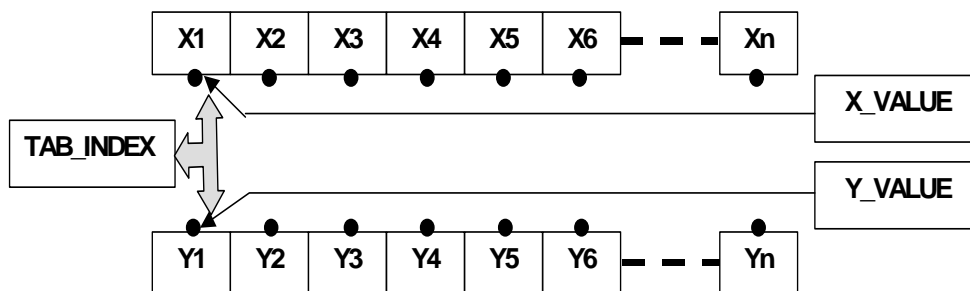 X1 X2 X3 X4 X5 X6 Xn
X_VALUE
TAB_INDEX
Y_VALUE
Y1 Y2 Y3 Y4 Y5 Y6 Yn